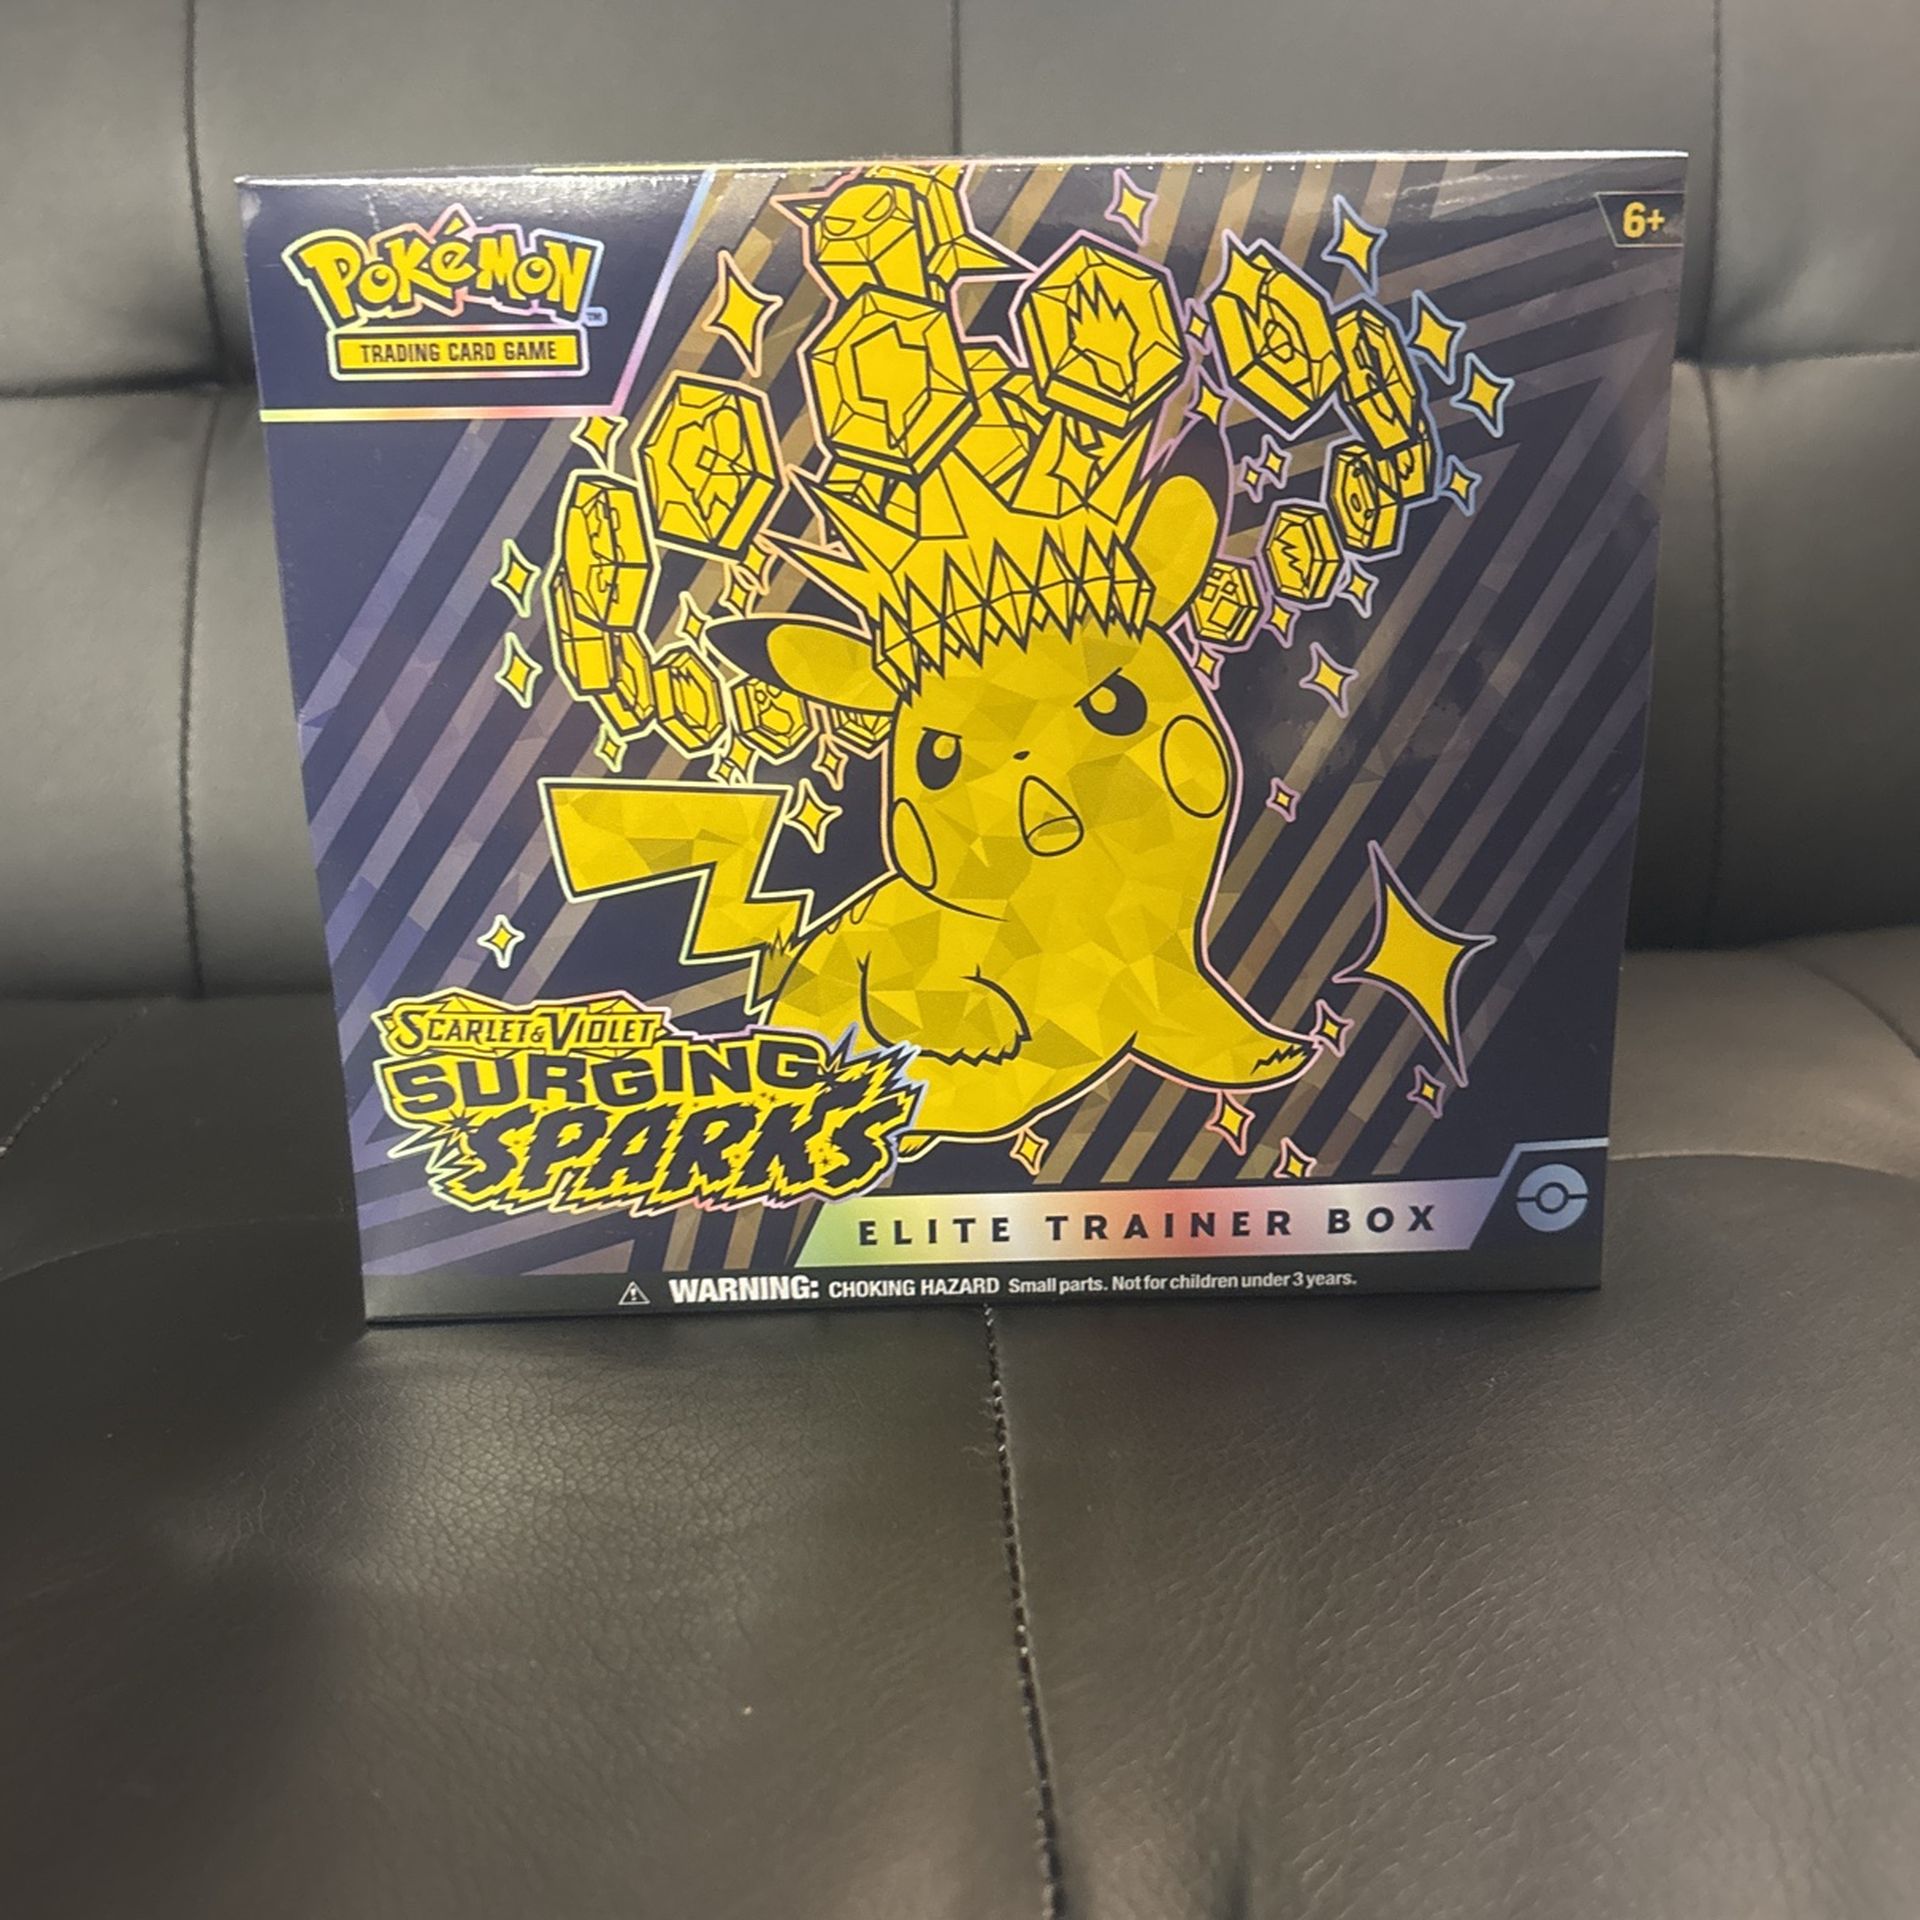 POKéMON
TM
TRADING CARD GAME
6+
SCARLET & VIOLET
SURGING
SPARKS
ELITE TRAINER BOX
WARNING: CHOKING HAZARD Small parts. Not for children under 3 years.